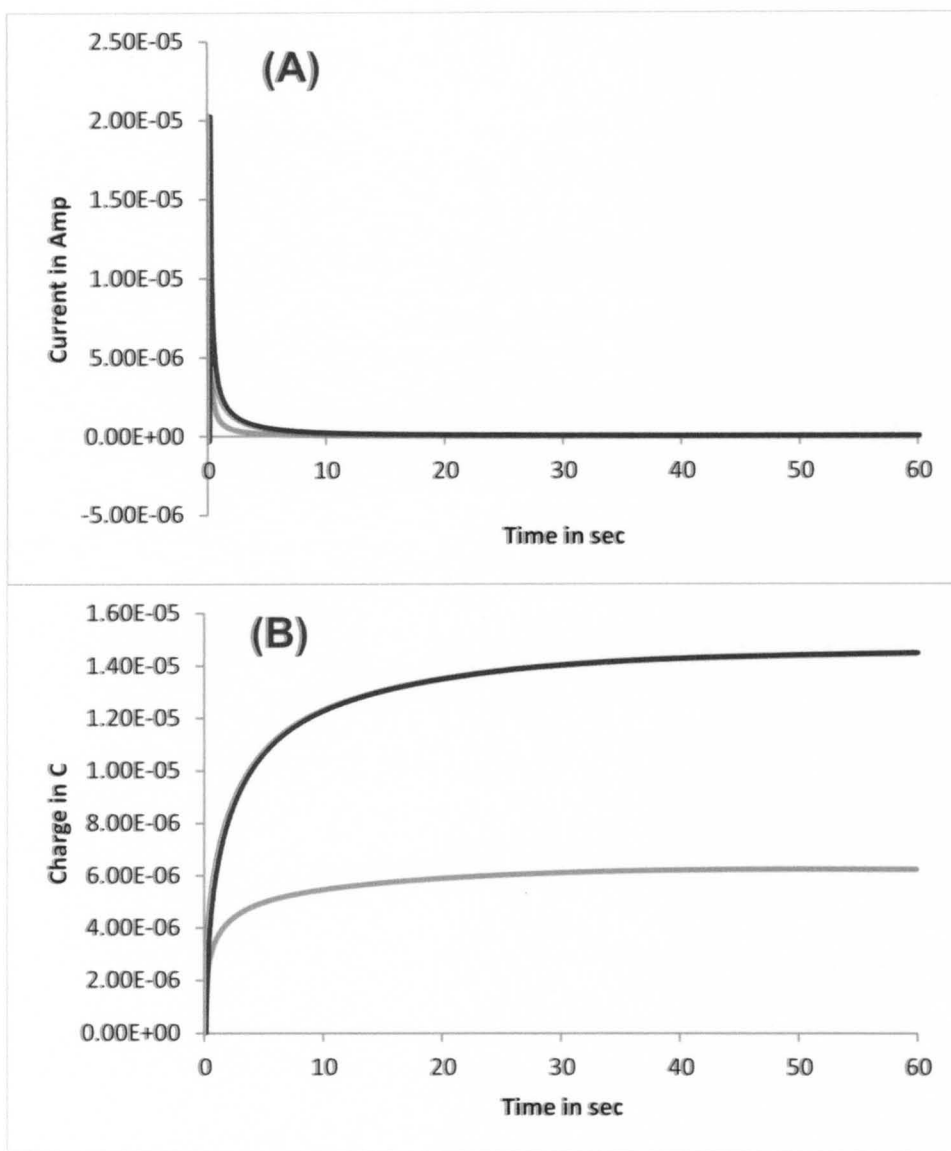 (A)
2.50E-05
2.00E-05
1.50E-05
1.00E-05
5.00E-06
0.00E+00
-5.00E-06
Current in Amp
0 10 20 30 40 50 60
Time in sec
(B)
1.60E-05
1.40E-05
1.20E-05
1.00E-05
8.00E-06
6.00E-06
4.00E-06
2.00E-06
0.00E+00
Charge in C
0 10 20 30 40 50 60
Time in sec